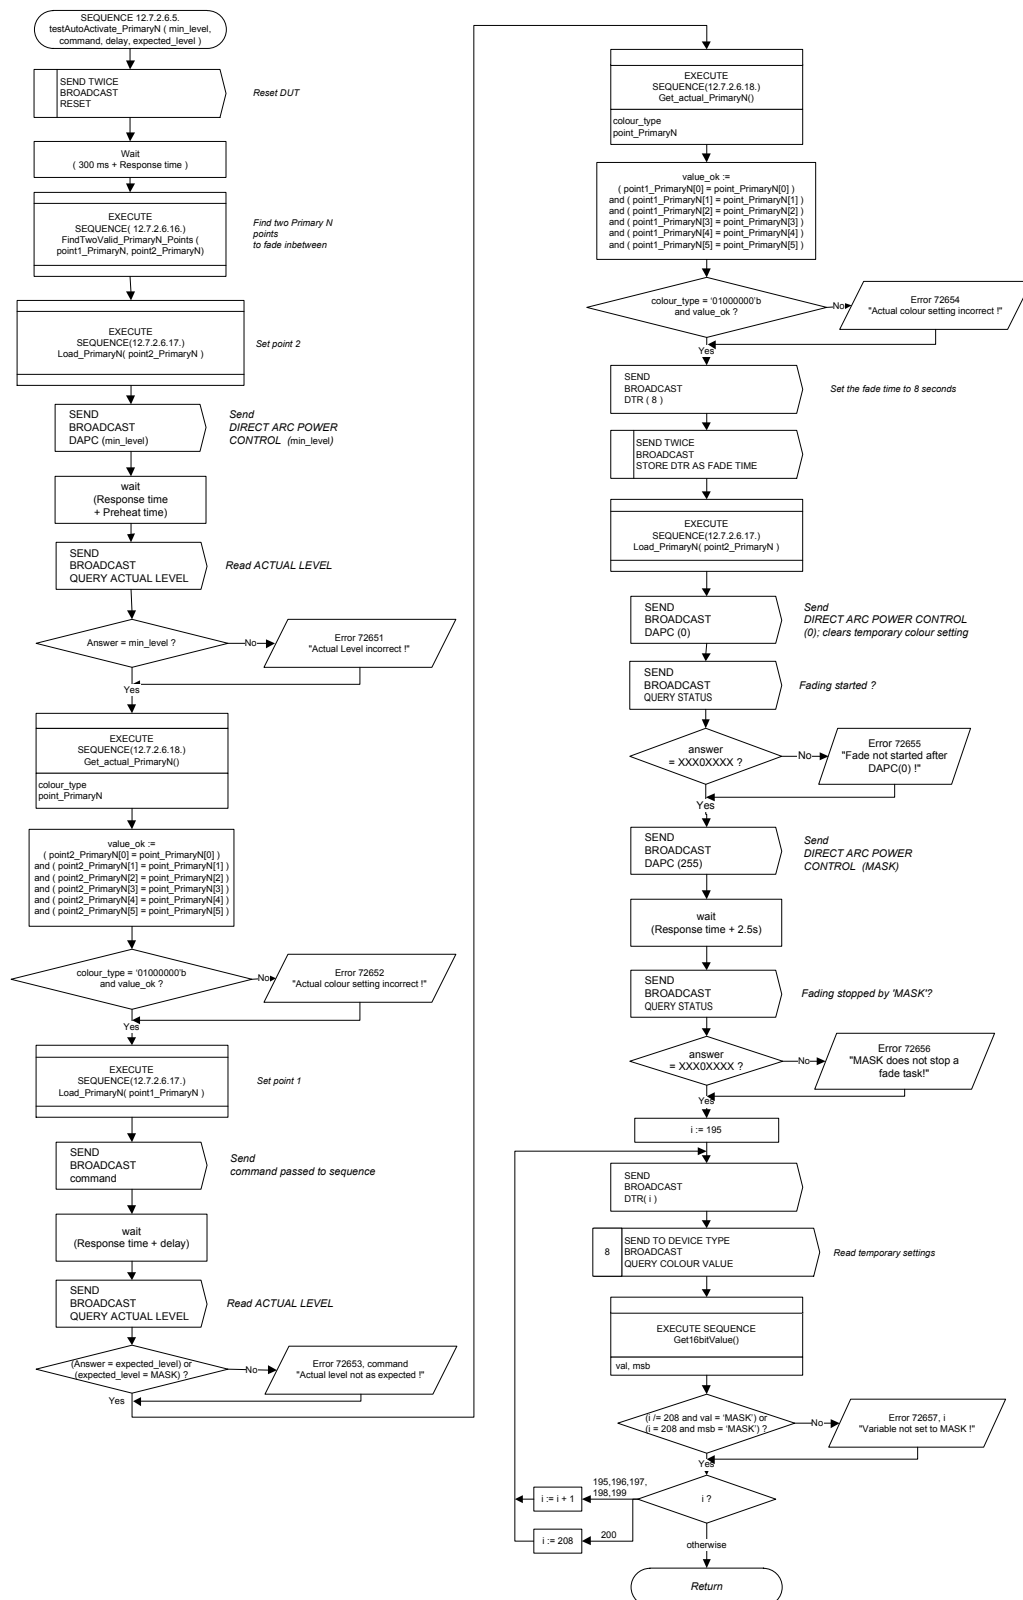 SEQUENCE 12.7.2.6.5.
testAutoActivate_PrimaryN ( min_level,
command, delay, expected_level )
SEND TWICE
BROADCAST
RESET
Reset DUT
Wait
( 300 ms + Response time )
EXECUTE
SEQUENCE( 12.7.2.6.16.)
FindTwoValid_PrimaryN_Points (
point1_PrimaryN, point2_PrimaryN)
Find two Primary N
points
to fade inbetween
EXECUTE
SEQUENCE(12.7.2.6.17.)
Load_PrimaryN( point2_PrimaryN )
Set point 2
SEND
BROADCAST
DAPC (min_level)
Send
DIRECT ARC POWER
CONTROL (min_level)
wait
(Response time
+ Preheat time)
SEND
BROADCAST
QUERY ACTUAL LEVEL
Read ACTUAL LEVEL
Answer = min_level ?
No
Error 72651
"Actual Level incorrect !"
Yes
EXECUTE
SEQUENCE(12.7.2.6.18.)
Get_actual_PrimaryN()
colour_type
point_PrimaryN
value_ok :=
( point2_PrimaryN[0] = point_PrimaryN[0] )
and ( point2_PrimaryN[1] = point_PrimaryN[1] )
and ( point2_PrimaryN[2] = point_PrimaryN[2] )
and ( point2_PrimaryN[3] = point_PrimaryN[3] )
and ( point2_PrimaryN[4] = point_PrimaryN[4] )
and ( point2_PrimaryN[5] = point_PrimaryN[5] )
colour_type = '01000000'b
and value_ok ?
No
Error 72652
"Actual colour setting incorrect !"
Yes
EXECUTE
SEQUENCE(12.7.2.6.17.)
Load_PrimaryN( point1_PrimaryN )
Set point 1
SEND
BROADCAST
command
Send
command passed to sequence
wait
(Response time + delay)
SEND
BROADCAST
QUERY ACTUAL LEVEL
Read ACTUAL LEVEL
(Answer = expected_level) or
(expected_level = MASK) ?
No
Error 72653, command
"Actual level not as expected !"
Yes
EXECUTE
SEQUENCE(12.7.2.6.18.)
Get_actual_PrimaryN()
colour_type
point_PrimaryN
value_ok :=
( point1_PrimaryN[0] = point_PrimaryN[0] )
and ( point1_PrimaryN[1] = point_PrimaryN[1] )
and ( point1_PrimaryN[2] = point_PrimaryN[2] )
and ( point1_PrimaryN[3] = point_PrimaryN[3] )
and ( point1_PrimaryN[4] = point_PrimaryN[4] )
and ( point1_PrimaryN[5] = point_PrimaryN[5] )
colour_type = '01000000'b
and value_ok ?
No
Error 72654
"Actual colour setting incorrect !"
Yes
SEND
BROADCAST
DTR ( 8 )
Set the fade time to 8 seconds
SEND TWICE
BROADCAST
STORE DTR AS FADE TIME
EXECUTE
SEQUENCE(12.7.2.6.17.)
Load_PrimaryN( point2_PrimaryN )
SEND
BROADCAST
DAPC (0)
Send
DIRECT ARC POWER CONTROL
(0); clears temporary colour setting
SEND
BROADCAST
QUERY STATUS
Fading started ?
answer
= XXX0XXXX ?
No
Error 72655
"Fade not started after
DAPC(0) !"
Yes
SEND
BROADCAST
DAPC (255)
Send
DIRECT ARC POWER
CONTROL (MASK)
wait
(Response time + 2.5s)
SEND
BROADCAST
QUERY STATUS
Fading stopped by 'MASK'?
answer
= XXX0XXXX ?
No
Error 72656
"MASK does not stop a
fade task!"
Yes
i := 195
SEND
BROADCAST
DTR( i )
8
SEND TO DEVICE TYPE
BROADCAST
QUERY COLOUR VALUE
Read temporary settings
EXECUTE SEQUENCE
Get16bitValue()
val, msb
(i /= 208 and val = 'MASK') or
(i = 208 and msb = 'MASK') ?
No
Error 72657, i
"Variable not set to MASK !"
Yes
195,196,197,
198,199
i := i + 1
i ?
i := 208
200
otherwise
Return